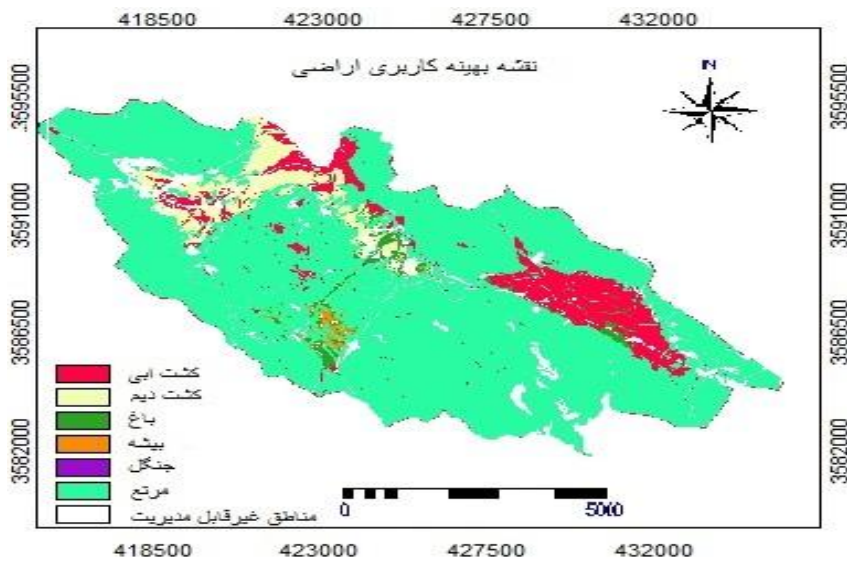 418500 423000 427500 432000
نقشه بهینه کاربری اراضی
N
3595500 3595500
3591000 3591000
3586500 3586500
3582000 3582000
کشت ابی
کشت دیم
باغ
بیشه
جنگل
مرتع
مناطق غیرقابل مدیریت
0 5000
418500 423000 427500 432000